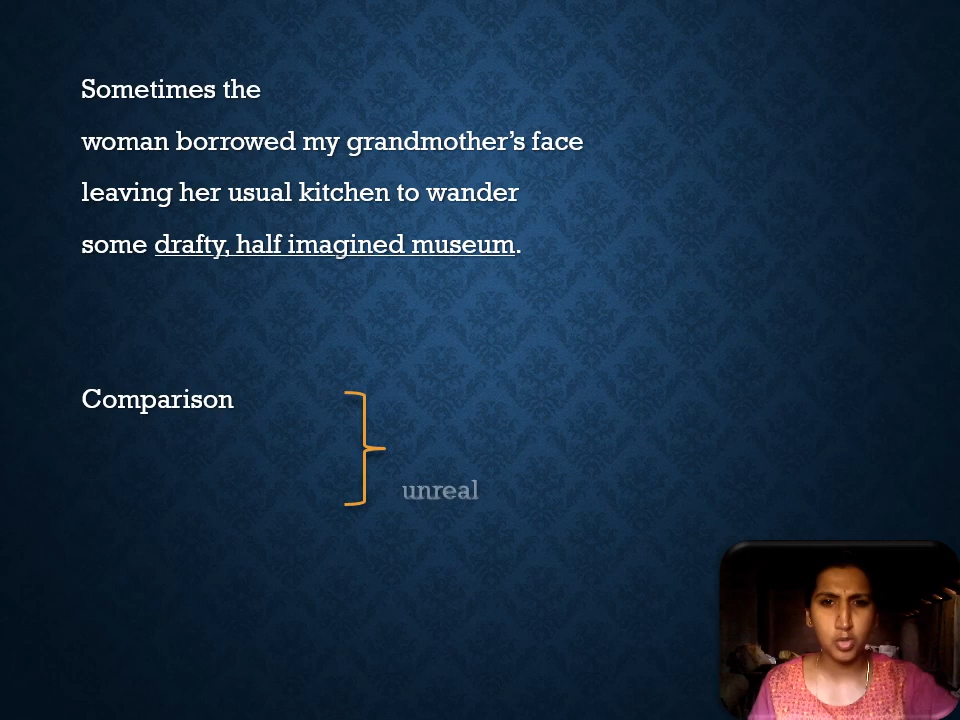 Sometimes the
woman borrowed my grandmother’s face
leaving her usual kitchen to wander
some drafty, half imagined museum.
Comparison
unreal